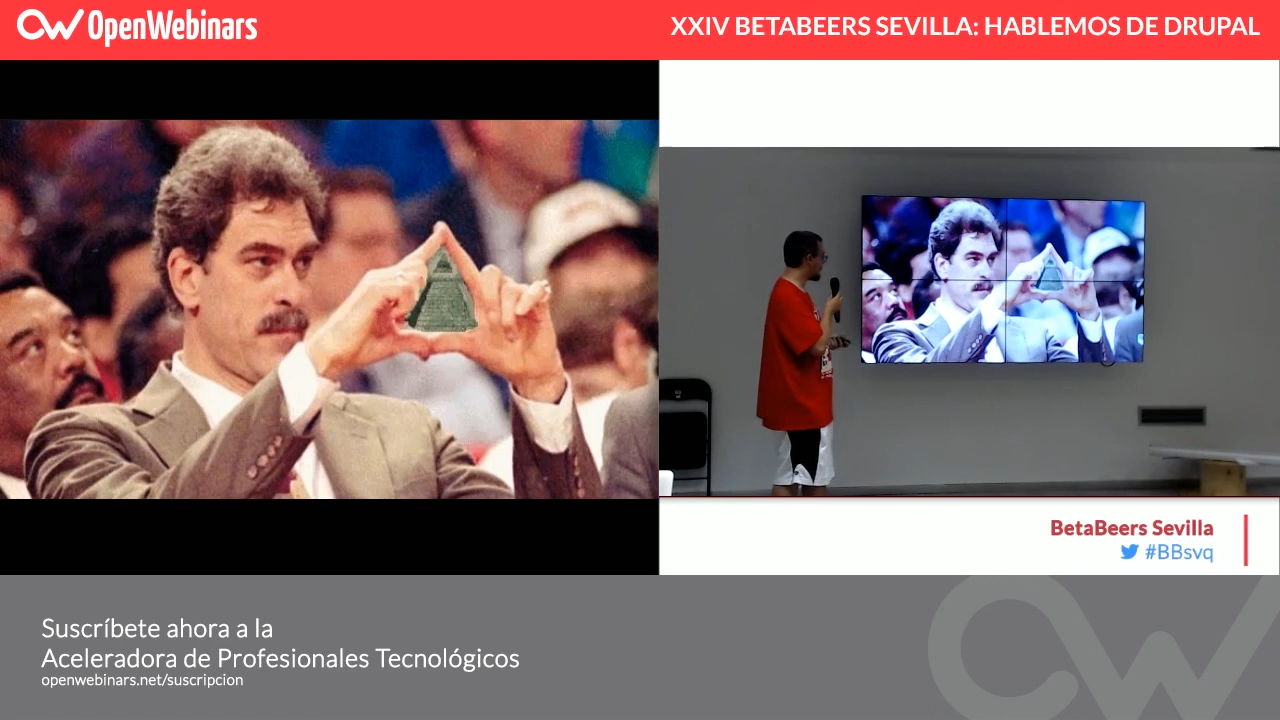 OpenWebinars
XXIV BETABEERS SEVILLA: HABLEMOS DE DRUPAL
BetaBeers Sevilla
#BBsvq
Suscríbete ahora a la
Aceleradora de Profesionales Tecnológicos
openwebinars.net/suscripcion